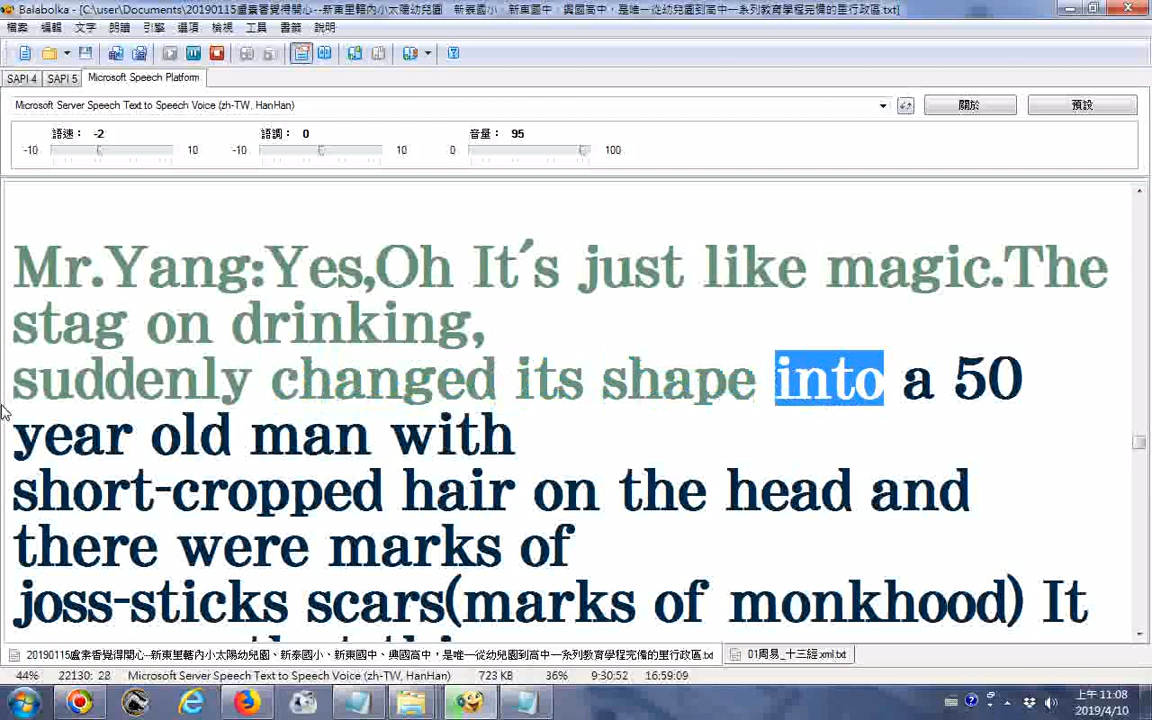 Balabolka - [C:\user\Documents\20190115盧素香覺得開心--新東里轄內小太陽幼兒園、新泰國小、新東國中、興國高中，是唯一從幼兒園到高中一系列教育學程完備的里行政區.txt]
檔案 編輯 文字 朗讀 引擎 選項 檢視 工具 書籤 說明
SAPI 4 SAPI 5 Microsoft Speech Platform
Microsoft Server Speech Text to Speech Voice (zh-TW, HanHan) 關於 預設
語速： -2 語調： 0 音量： 95
-10 10 -10 10 0 100
Mr.Yang:Yes,Oh It's just like magic.The
stag on drinking,
suddenly changed its shape into a 50
year old man with
short-cropped hair on the head and
there were marks of
joss-sticks scars(marks of monkhood) It
20190115盧素香覺得開心--新東里轄內小太陽幼兒園、新泰國小、新東國中、興國高中，是唯一從幼兒園到高中一系列教育學程完備的里行政區.txt 01周易_十三經.xml.txt
44% 22130: 28 Microsoft Server Speech Text to Speech Voice (zh-TW, HanHan) 723 KB 36% 9:30:52 16:59:09
上午 11:08
2019/4/10